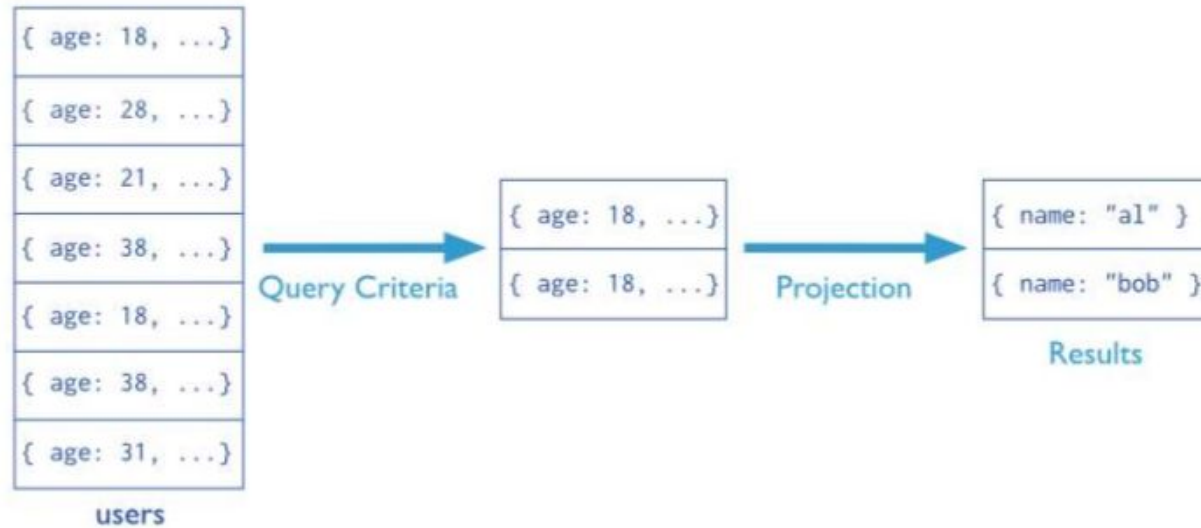 { age: 18, ...}
{ age: 28, ...}
{ age: 21, ...}
{ age: 38, ...}
{ age: 18, ...}
{ age: 38, ...}
{ age: 31, ...}
users
Query Criteria
{ age: 18, ...}
{ age: 18, ...}
Projection
{ name: "al" }
{ name: "bob" }
Results